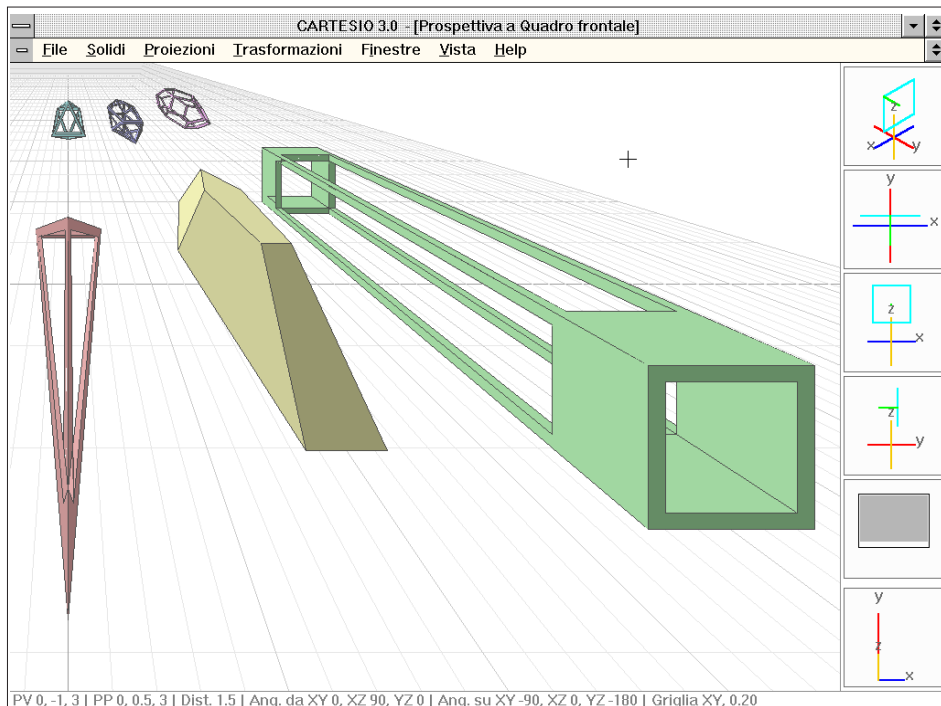 CARTESIO 3.0 - [Prospettiva a Quadro frontale]
File Solidi Proiezioni Trasformazioni Finestre Vista Help
z
x y
y
x
z
x
z
y
y
z
x
PV 0, -1, 3 | PP 0, 0.5, 3 | Dist. 1.5 | Ang. da XY 0, XZ 90, YZ 0 | Ang. su XY -90, XZ 0, YZ -180 | Griglia XY, 0.20